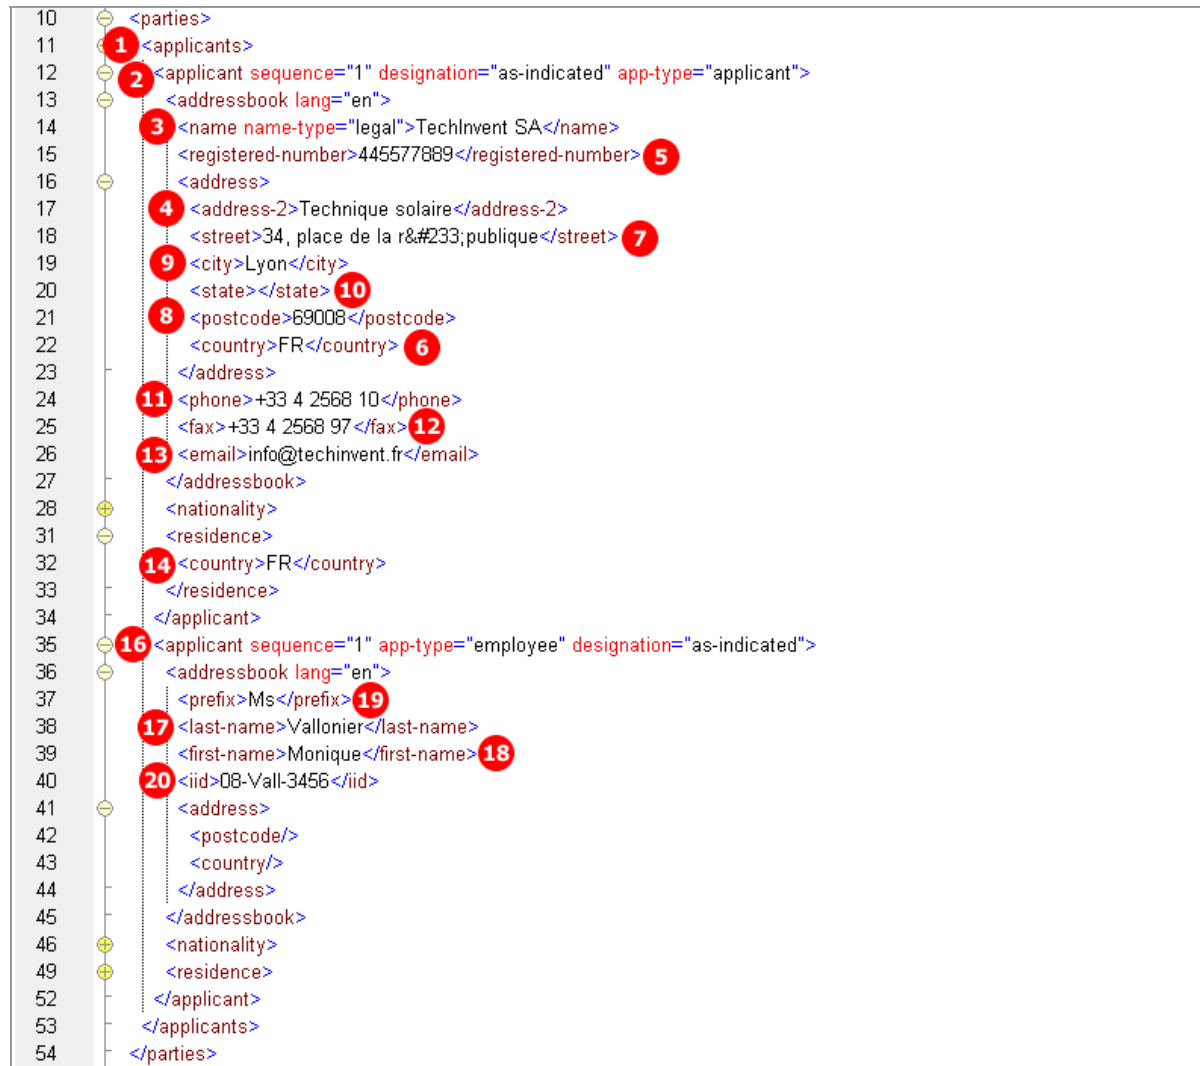 10 <parties>
11 1 <applicants>
12 2 <applicant sequence="1" designation="as-indicated" app-type="applicant">
13 <addressbook lang="en">
14 3 <name name-type="legal">TechInvent SA</name>
15 <registered-number>445577889</registered-number> 5
16 <address>
17 4 <address-2>Technique solaire</address-2>
18 <street>34, place de la r&#233;publique</street> 7
19 9 <city>Lyon</city>
20 <state></state> 10
21 8 <postcode>69008</postcode>
22 <country>FR</country> 6
23 </address>
24 11 <phone>+33 4 2568 10</phone>
25 <fax>+33 4 2568 97</fax> 12
26 13 <email>info@techinvent.fr</email>
27 </addressbook>
28 <nationality>
31 <residence>
32 14 <country>FR</country>
33 </residence>
34 </applicant>
35 16 <applicant sequence="1" app-type="employee" designation="as-indicated">
36 <addressbook lang="en">
37 <prefix>Ms</prefix> 19
38 17 <last-name>Vallonier</last-name>
39 <first-name>Monique</first-name> 18
40 20 <iid>08-Vall-3456</iid>
41 <address>
42 <postcode/>
43 <country/>
44 </address>
45 </addressbook>
46 <nationality>
49 <residence>
52 </applicant>
53 </applicants>
54 </parties>